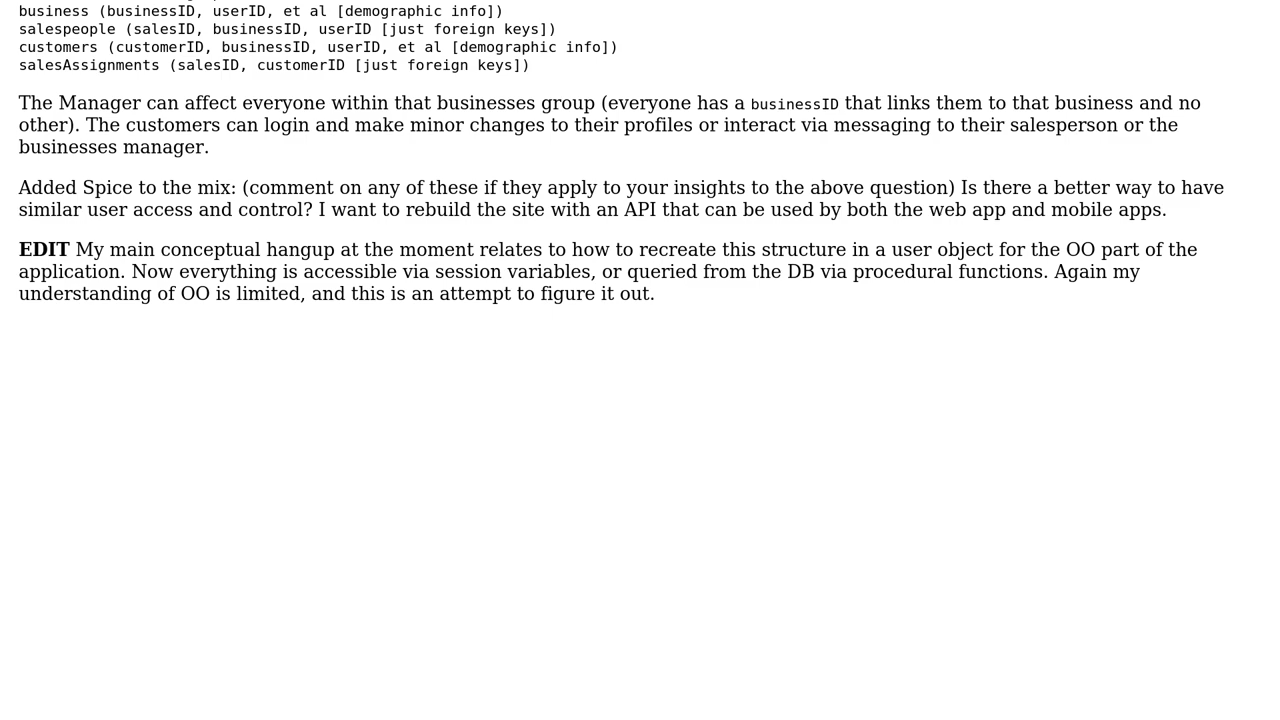 business (businessID, userID, et al [demographic info])
salespeople (salesID, businessID, userID [just foreign keys])
customers (customerID, businessID, userID, et al [demographic info])
salesAssignments (salesID, customerID [just foreign keys])
The Manager can affect everyone within that businesses group (everyone has a businessID that links them to that business and no
other). The customers can login and make minor changes to their profiles or interact via messaging to their salesperson or the
businesses manager.
Added Spice to the mix: (comment on any of these if they apply to your insights to the above question) Is there a better way to have
similar user access and control? I want to rebuild the site with an API that can be used by both the web app and mobile apps.
EDIT My main conceptual hangup at the moment relates to how to recreate this structure in a user object for the OO part of the
application. Now everything is accessible via session variables, or queried from the DB via procedural functions. Again my
understanding of OO is limited, and this is an attempt to figure it out.